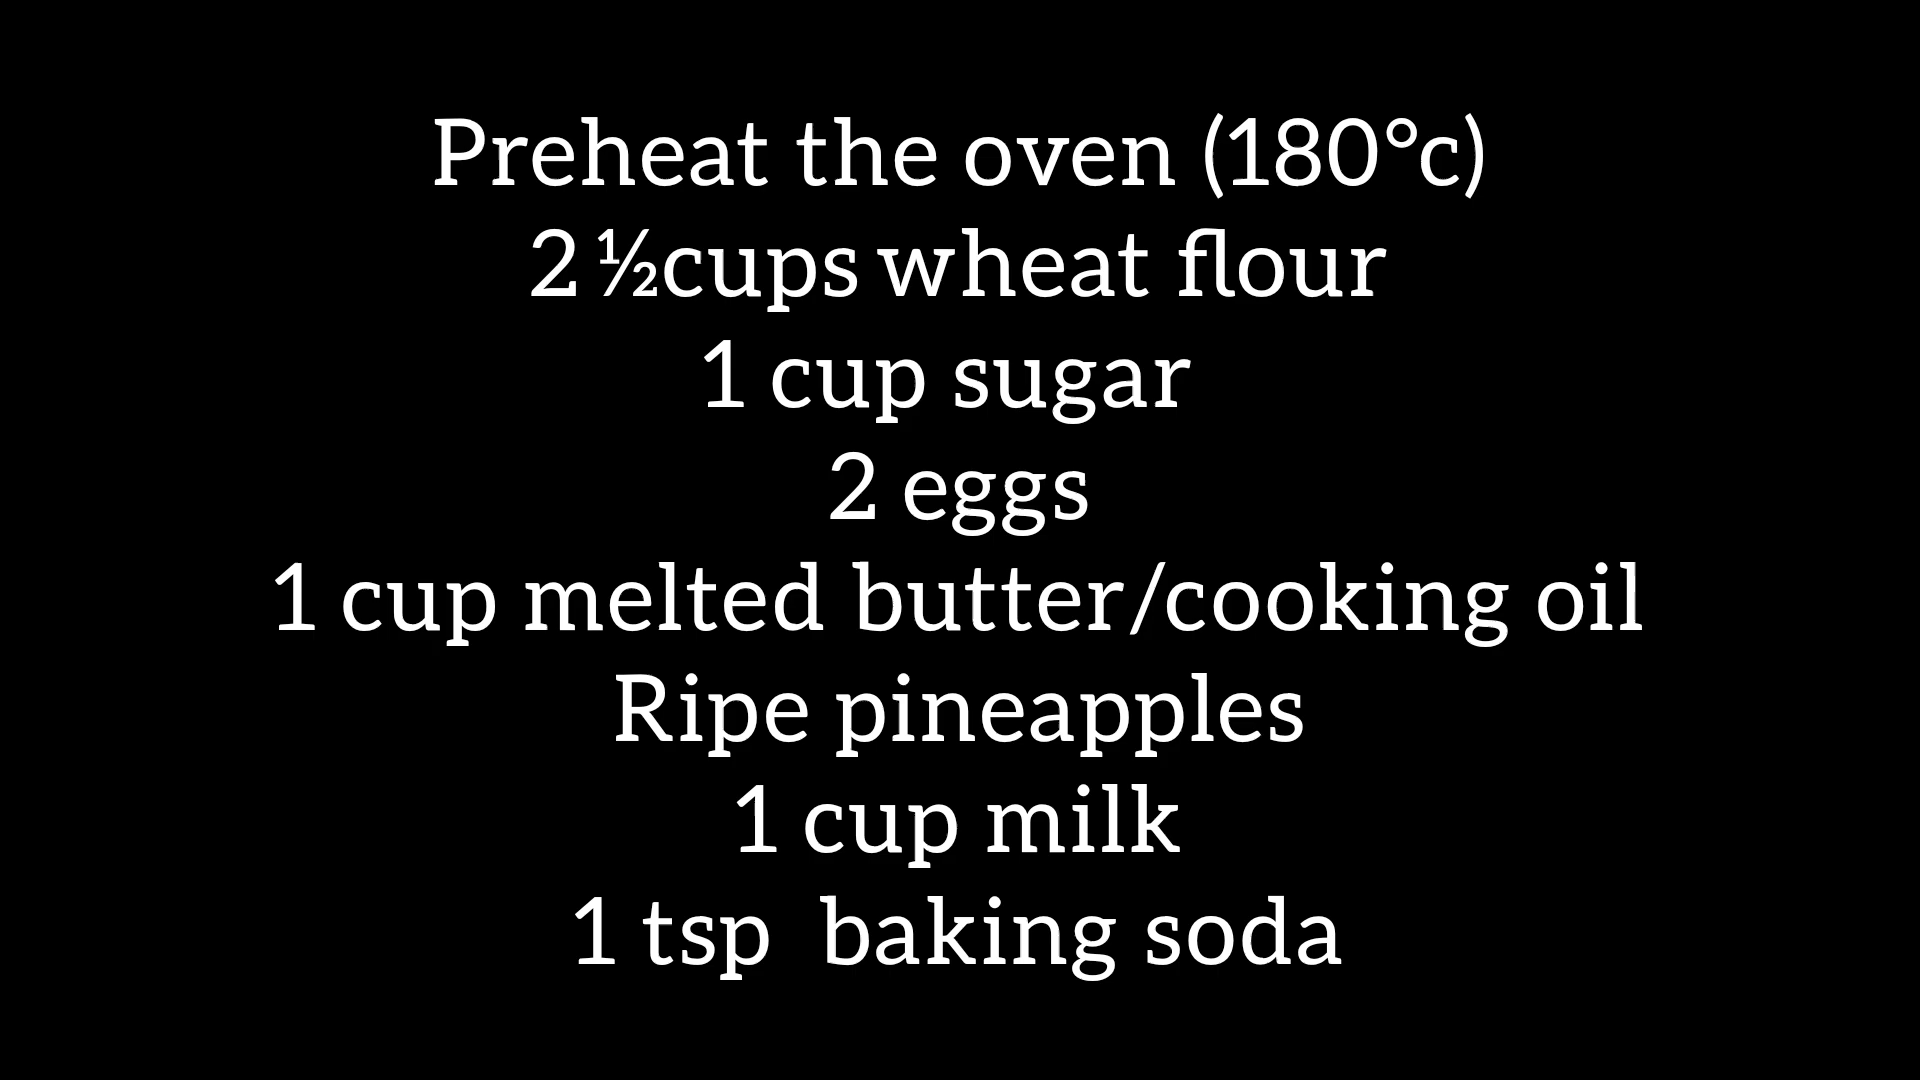 Preheat the oven (180°c)
2 ½cups wheat flour
1 cup sugar
2 eggs
1 cup melted butter/cooking oil
Ripe pineapples
1 cup milk
1 tsp  baking soda